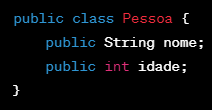 public class Pessoa {
    public String nome;
    public int idade;
}